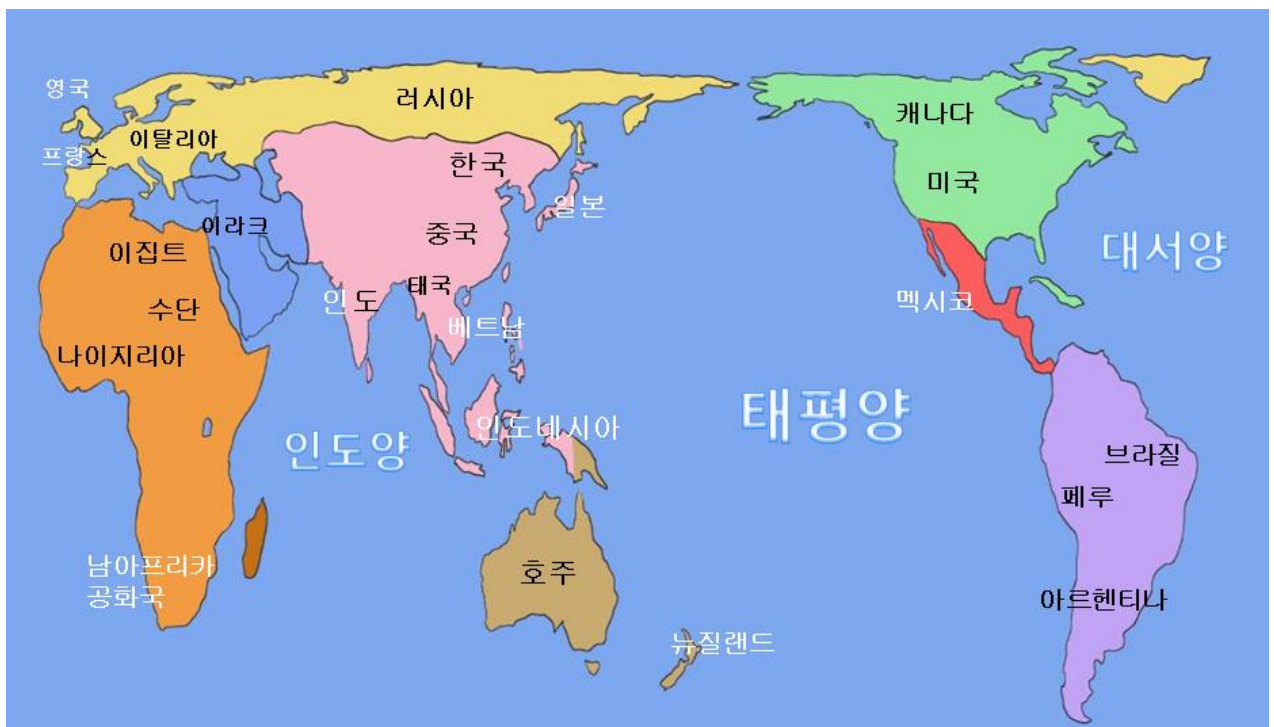 영국
러시아
캐나다
이탈리아
프랑스
한국
미국
일본
이라크
중국
이집트
대서양
태국
인도
수단
멕시코
베트남
나이지리아
태평양
인도네시아
인도양
브라질
페루
남아프리카
공화국
호주
아르헨티나
뉴질랜드